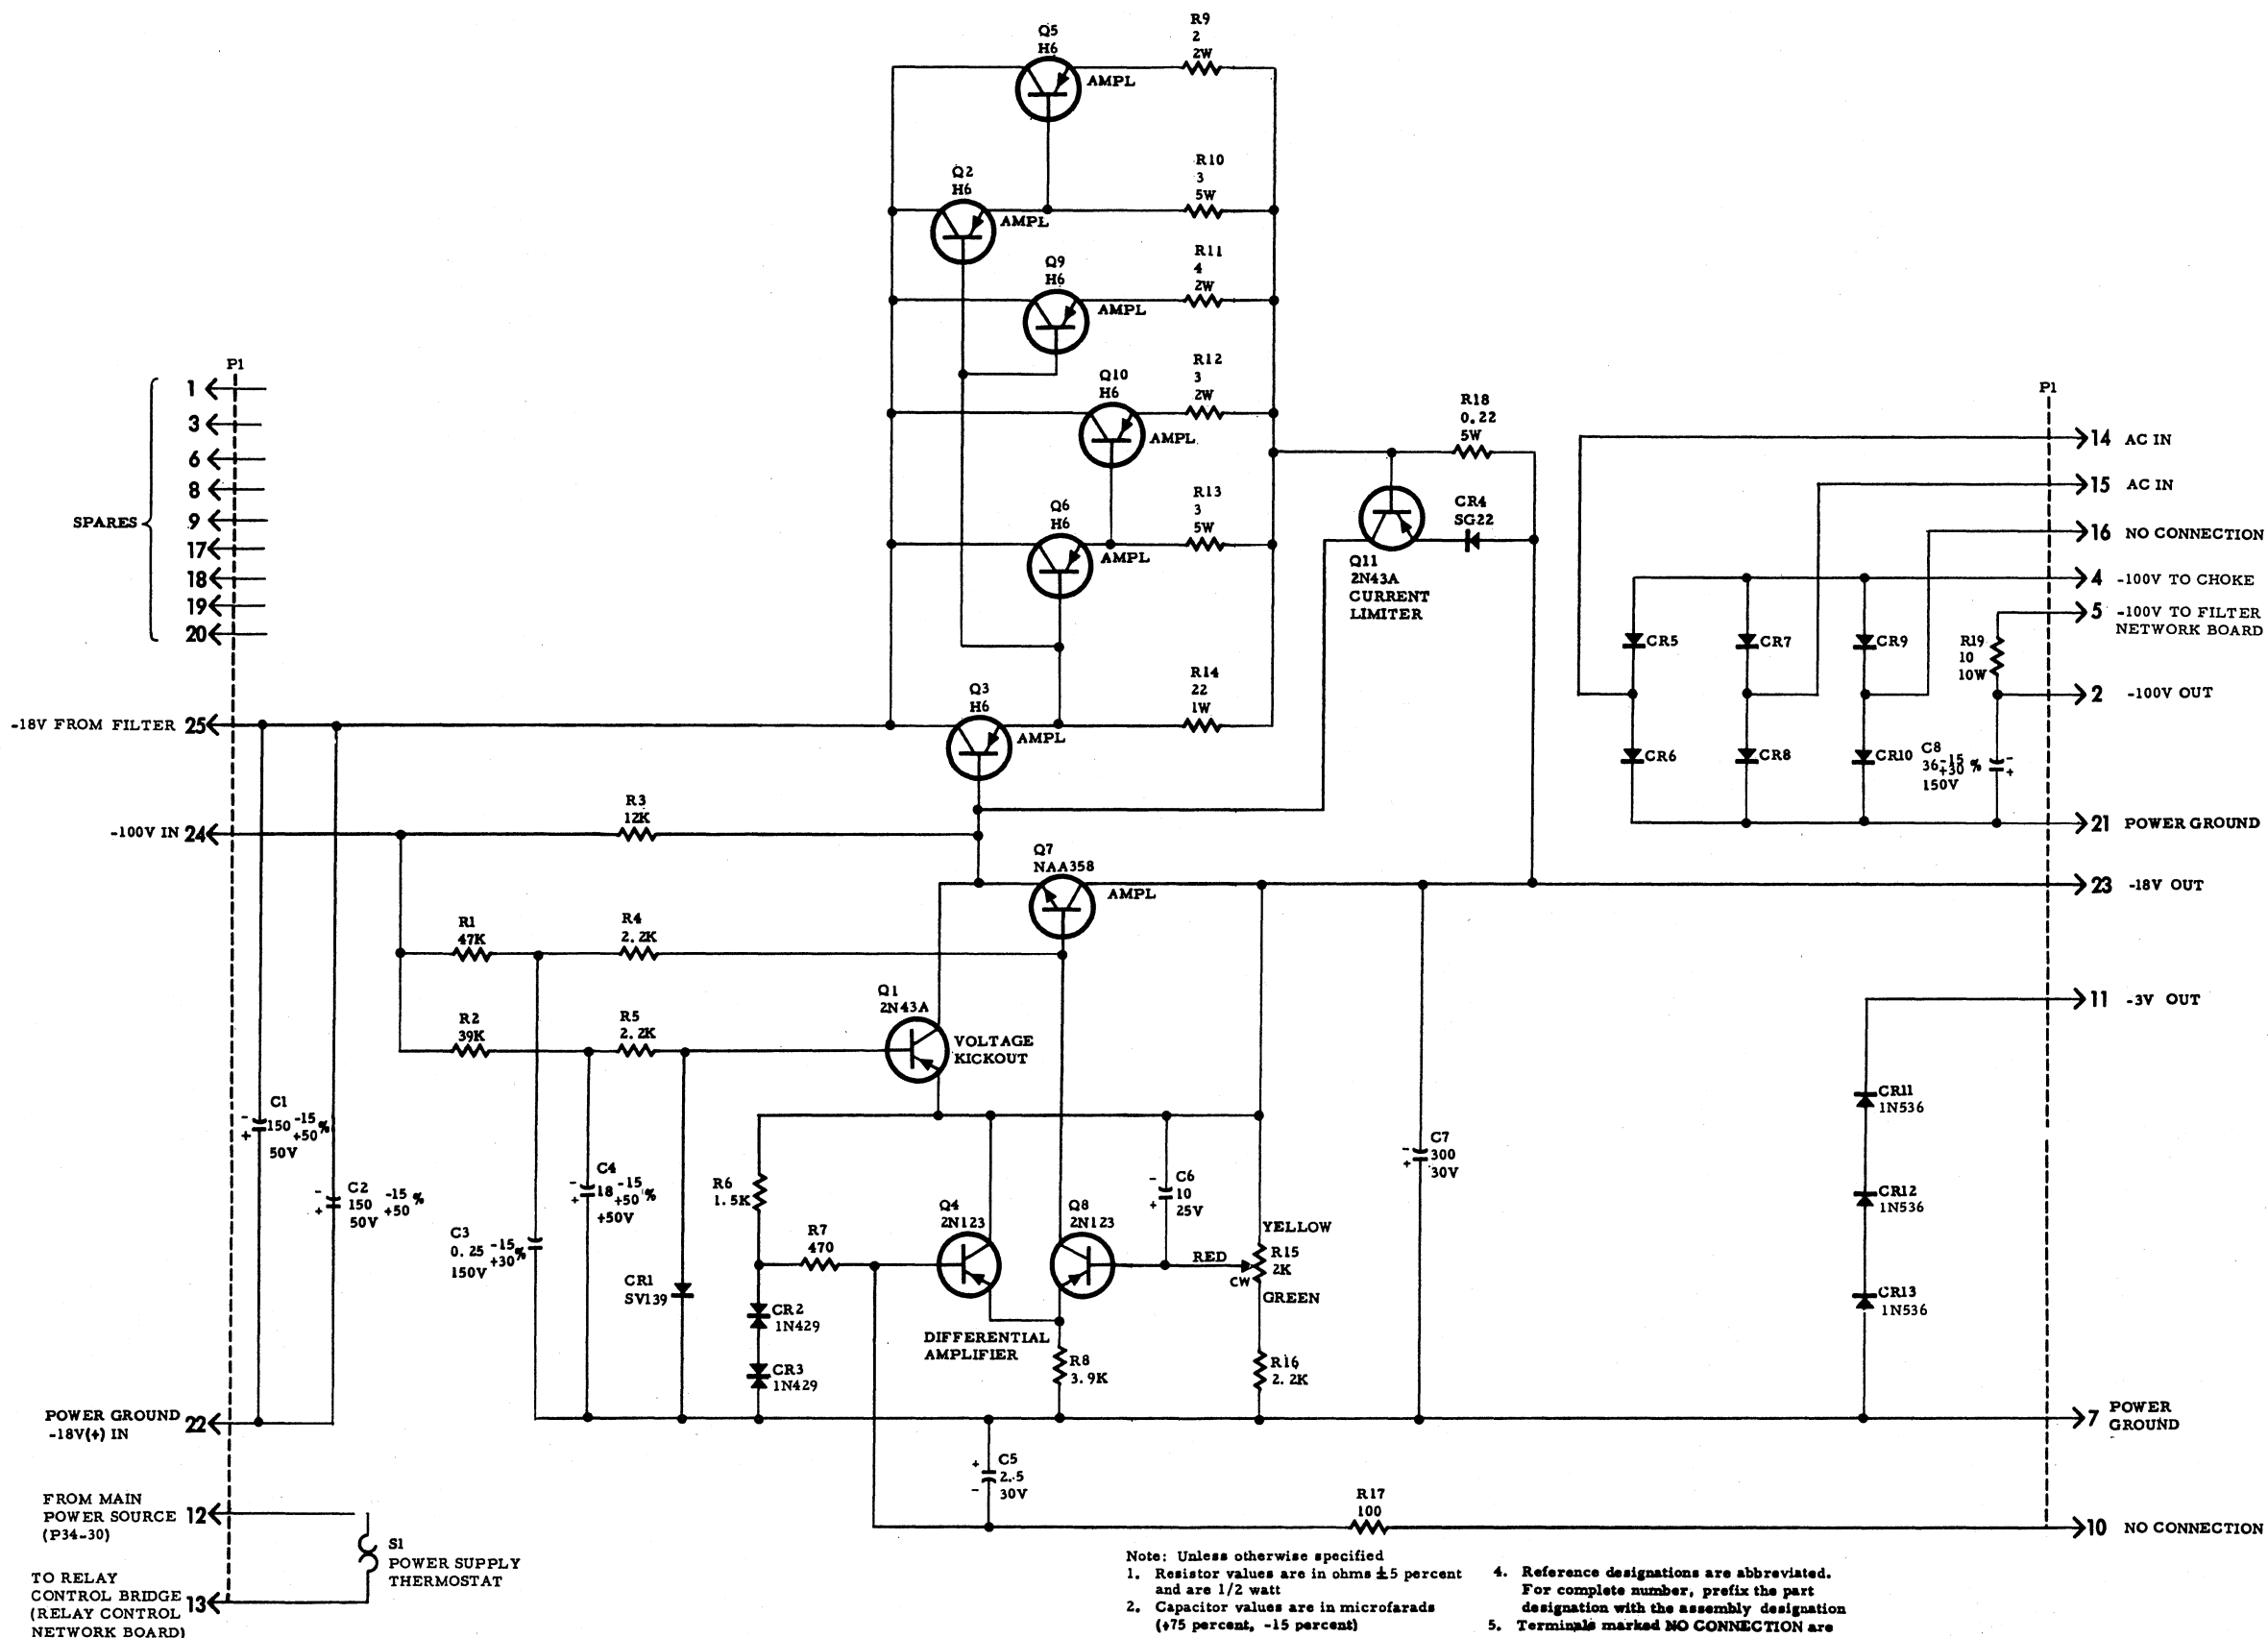 Q5
H6
AMPL
R9
2
2W
Q2
H6
AMPL
R10
3
5W
Q9
H6
AMPL
R11
4
2W
Q10
H6
AMPL
R12
3
2W
Q6
H6
AMPL
R13
3
5W
Q3
H6
AMPL
R14
22
1W
R18
0.22
5W
CR4
SG22
Q11
2N43A
CURRENT
LIMITER
P1
SPARES
1
3
6
8
9
17
18
19
20
-18V FROM FILTER 25
-100V IN 24
R3
12K
Q7
NAA358
AMPL
R1
47K
R4
2.2K
R2
39K
R5
2.2K
Q1
2N43A
VOLTAGE
KICKOUT
C1
150 -15 +50 %
50V
C2
150 -15 +50 %
50V
C3
0.25 -15 +30 %
150V
C4
18 -15 +50 %
+50V
CR1
SV139
R6
1.5K
R7
470
CR2
1N429
CR3
1N429
Q4
2N123
Q8
2N123
DIFFERENTIAL
AMPLIFIER
R8
3.9K
C6
10
25V
RED
CW
YELLOW
R15
2K
GREEN
R16
2.2K
C7
300
30V
C5
2.5
30V
R17
100
P1
14 AC IN
15 AC IN
16 NO CONNECTION
4 -100V TO CHOKE
5 -100V TO FILTER
NETWORK BOARD
CR5
CR7
CR9
R19
10
10W
2 -100V OUT
CR6
CR8
CR10
C8
36 -15 +30 %
150V
21 POWER GROUND
23 -18V OUT
11 -3V OUT
CR11
1N536
CR12
1N536
CR13
1N536
7 POWER
GROUND
10 NO CONNECTION
POWER GROUND 22
-18V(+) IN
FROM MAIN
POWER SOURCE 12
(P34-30)
S1
POWER SUPPLY
THERMOSTAT
TO RELAY
CONTROL BRIDGE
(RELAY CONTROL 13
NETWORK BOARD)
Note: Unless otherwise specified
1. Resistor values are in ohms ±5 percent
and are 1/2 watt
2. Capacitor values are in microfarads
(+75 percent, -15 percent)
4. Reference designations are abbreviated.
For complete number, prefix the part
designation with the assembly designation
5. Terminals marked NO CONNECTION are